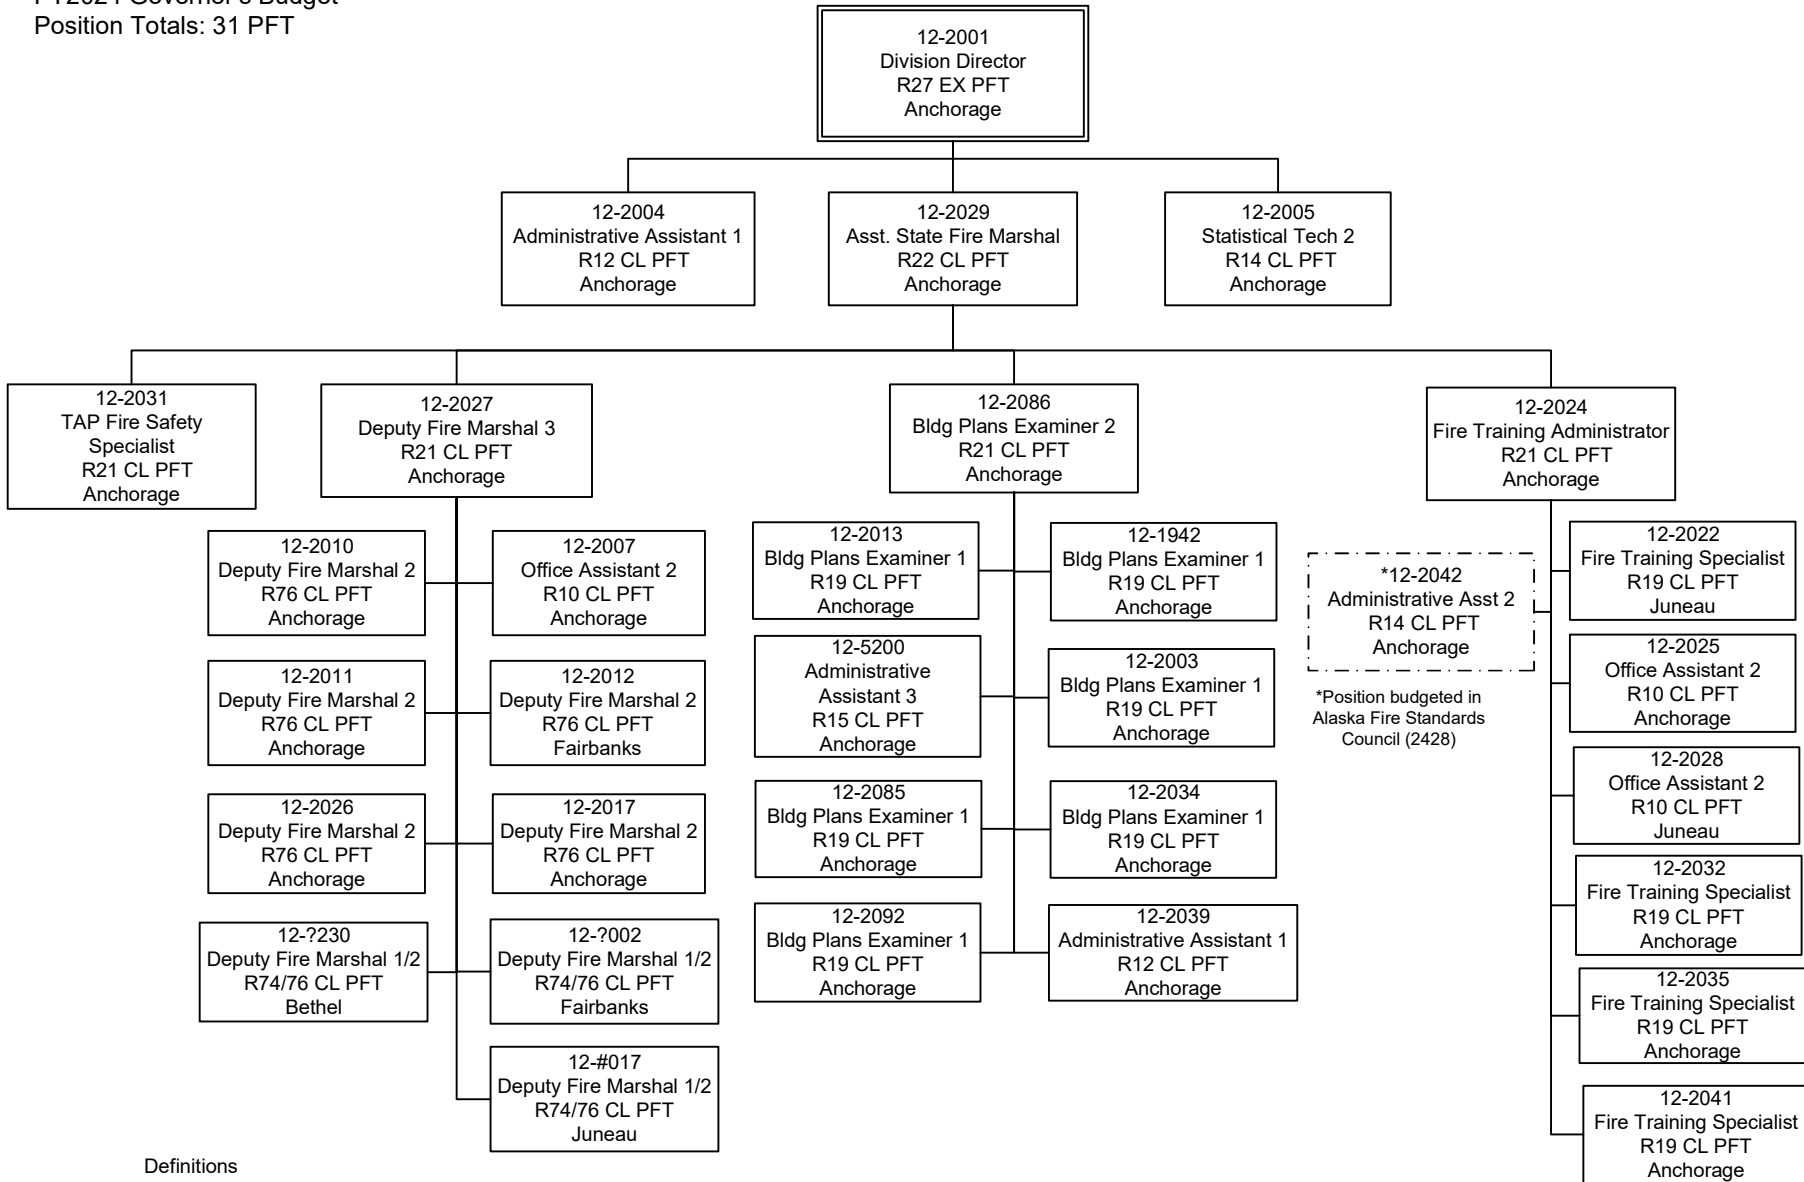 Position Totals: 31 PFT
12-2001
Division Director
R27 EX PFT
Anchorage
12-2004
Administrative Assistant 1
R12 CL PFT
Anchorage
12-2029
Asst. State Fire Marshal
R22 CL PFT
Anchorage
12-2005
Statistical Tech 2
R14 CL PFT
Anchorage
12-2031
TAP Fire Safety
Specialist
R21 CL PFT
Anchorage
12-2027
Deputy Fire Marshal 3
R21 CL PFT
Anchorage
12-2086
Bldg Plans Examiner 2
R21 CL PFT
Anchorage
12-2024
Fire Training Administrator
R21 CL PFT
Anchorage
12-2010
Deputy Fire Marshal 2
R76 CL PFT
Anchorage
12-2007
Office Assistant 2
R10 CL PFT
Anchorage
12-2011
Deputy Fire Marshal 2
R76 CL PFT
Anchorage
12-2012
Deputy Fire Marshal 2
R76 CL PFT
Fairbanks
12-2026
Deputy Fire Marshal 2
R76 CL PFT
Anchorage
12-2017
Deputy Fire Marshal 2
R76 CL PFT
Anchorage
12-?230
Deputy Fire Marshal 1/2
R74/76 CL PFT
Bethel
12-?002
Deputy Fire Marshal 1/2
R74/76 CL PFT
Fairbanks
12-#017
Deputy Fire Marshal 1/2
R74/76 CL PFT
Juneau
12-2013
Bldg Plans Examiner 1
R19 CL PFT
Anchorage
12-1942
Bldg Plans Examiner 1
R19 CL PFT
Anchorage
12-5200
Administrative
Assistant 3
R15 CL PFT
Anchorage
12-2003
Bldg Plans Examiner 1
R19 CL PFT
Anchorage
12-2085
Bldg Plans Examiner 1
R19 CL PFT
Anchorage
12-2034
Bldg Plans Examiner 1
R19 CL PFT
Anchorage
12-2092
Bldg Plans Examiner 1
R19 CL PFT
Anchorage
12-2039
Administrative Assistant 1
R12 CL PFT
Anchorage
*12-2042
Administrative Asst 2
R14 CL PFT
Anchorage
*Position budgeted in
Alaska Fire Standards
Council (2428)
12-2022
Fire Training Specialist
R19 CL PFT
Juneau
12-2025
Office Assistant 2
R10 CL PFT
Anchorage
12-2028
Office Assistant 2
R10 CL PFT
Juneau
12-2032
Fire Training Specialist
R19 CL PFT
Anchorage
12-2035
Fire Training Specialist
R19 CL PFT
Anchorage
12-2041
Fire Training Specialist
R19 CL PFT
Anchorage
Definitions